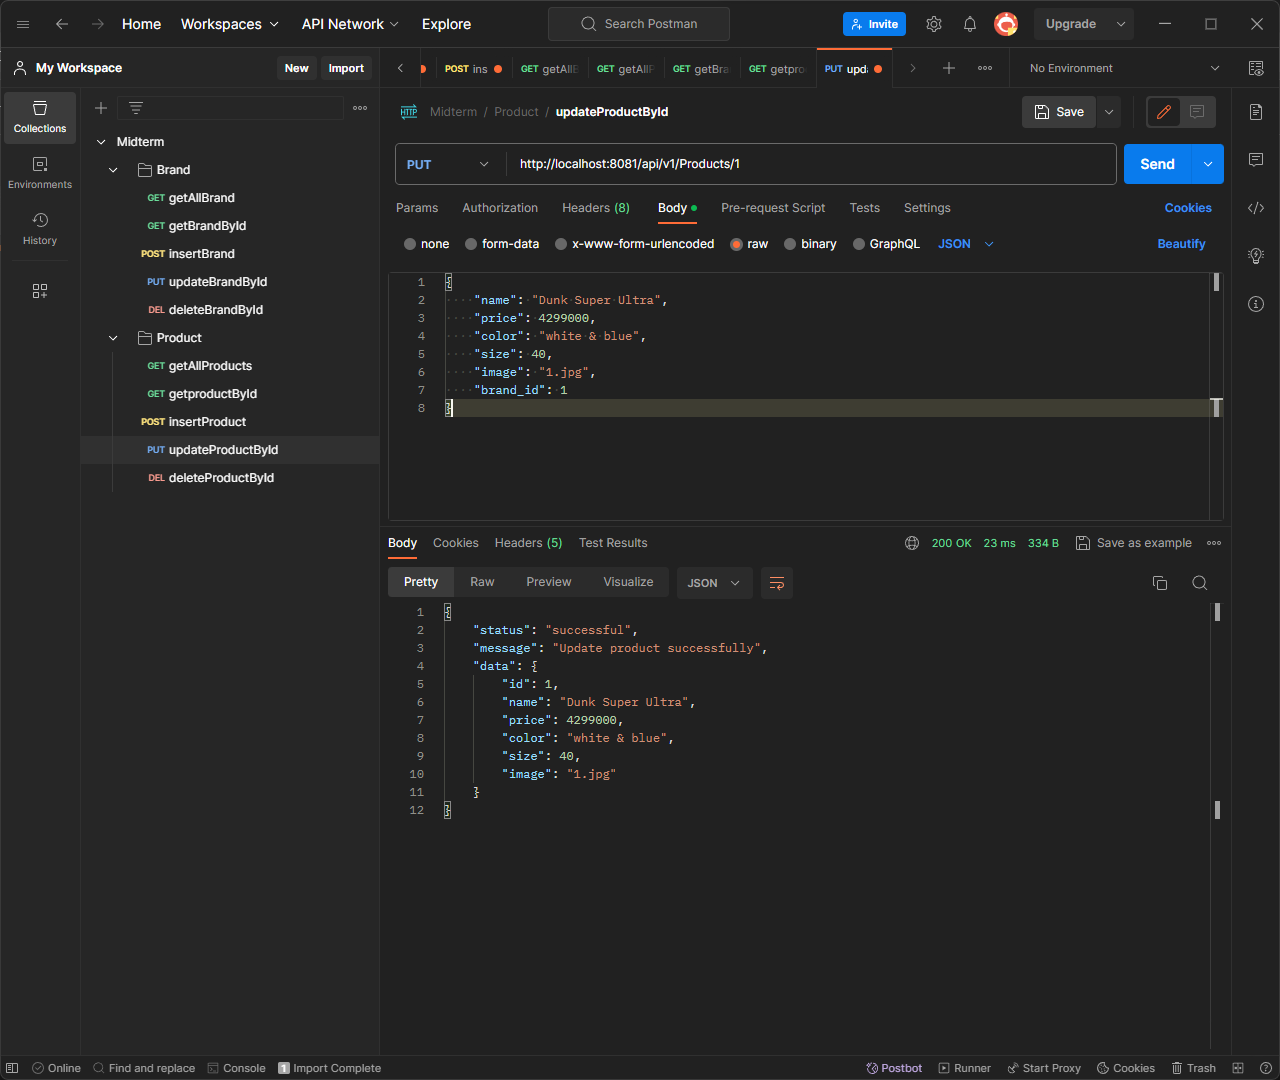 Home Workspaces API Network Explore Search Postman Invite Upgrade
My Workspace New Import POST ins GET getAllB GET getAllP GET getBra GET getpro PUT upda No Environment
Midterm / Product / updateProductById Save
Collections
Environments
History
Midterm
Brand
GET getAllBrand
GET getBrandById
POST insertBrand
PUT updateBrandById
DEL deleteBrandById
Product
GET getAllProducts
GET getproductById
POST insertProduct
PUT updateProductById
DEL deleteProductById
PUT http://localhost:8081/api/v1/Products/1 Send
Params Authorization Headers (8) Body Pre-request Script Tests Settings Cookies
none form-data x-www-form-urlencoded raw binary GraphQL JSON Beautify
1 {
2 "name": "Dunk Super Ultra",
3 "price": 4299000,
4 "color": "white & blue",
5 "size": 40,
6 "image": "1.jpg",
7 "brand_id": 1
8 }
Body Cookies Headers (5) Test Results 200 OK 23 ms 334 B Save as example
Pretty Raw Preview Visualize JSON
1 {
2 "status": "successful",
3 "message": "Update product successfully",
4 "data": {
5 "id": 1,
6 "name": "Dunk Super Ultra",
7 "price": 4299000,
8 "color": "white & blue",
9 "size": 40,
10 "image": "1.jpg"
11 }
12 }
Online Find and replace Console 1 Import Complete Postbot Runner Start Proxy Cookies Trash